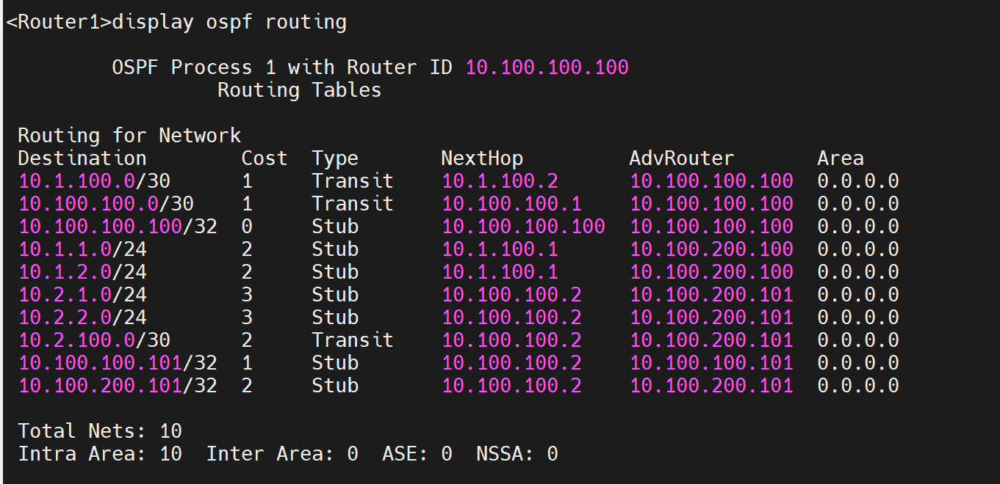 <Router1>display ospf routing
OSPF Process 1 with Router ID 10.100.100.100
Routing Tables
Routing for Network
Destination Cost Type NextHop AdvRouter Area
10.1.100.0/30 1 Transit 10.1.100.2 10.100.100.100 0.0.0.0
10.100.100.0/30 1 Transit 10.100.100.1 10.100.100.100 0.0.0.0
10.100.100.100/32 0 Stub 10.100.100.100 10.100.100.100 0.0.0.0
10.1.1.0/24 2 Stub 10.1.100.1 10.100.200.100 0.0.0.0
10.1.2.0/24 2 Stub 10.1.100.1 10.100.200.100 0.0.0.0
10.2.1.0/24 3 Stub 10.100.100.2 10.100.200.101 0.0.0.0
10.2.2.0/24 3 Stub 10.100.100.2 10.100.200.101 0.0.0.0
10.2.100.0/30 2 Transit 10.100.100.2 10.100.200.101 0.0.0.0
10.100.100.101/32 1 Stub 10.100.100.2 10.100.100.101 0.0.0.0
10.100.200.101/32 2 Stub 10.100.100.2 10.100.200.101 0.0.0.0
Total Nets: 10
Intra Area: 10 Inter Area: 0 ASE: 0 NSSA: 0